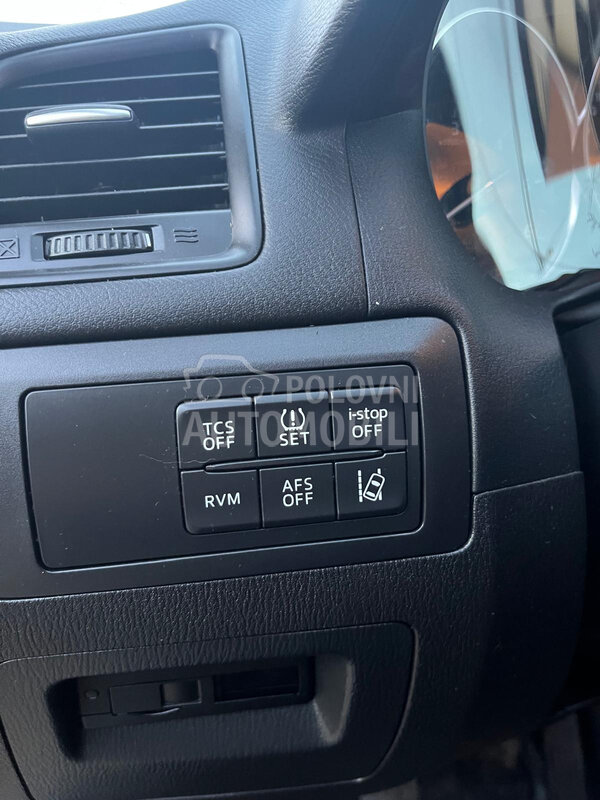 POLOVNI
AUTOMOBILI
TCS
OFF
SET
i-stop
OFF
RVM
AFS
OFF